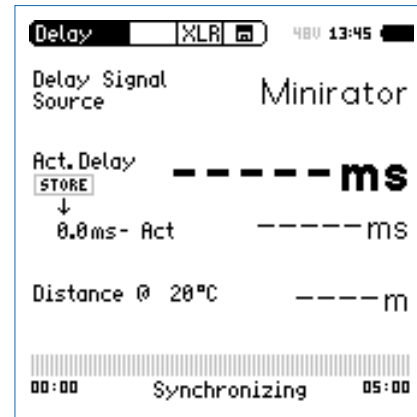 Delay XLR 48V 13:45
Delay Signal Minirator
Source
Act. Delay -----ms
STORE
↓
0.0ms- Act -----ms
Distance @ 20°C ----m
00:00 Synchronizing 05:00